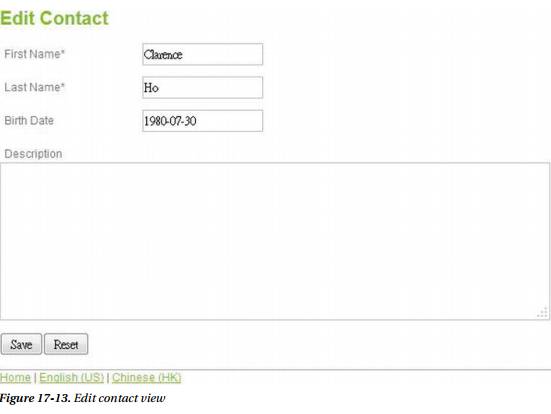 Edit Contact
First Name* Clarence
Last Name* Ho
Birth Date 1980-07-30
Description
Save Reset
Home | English (US) | Chinese (HK)
Figure 17-13. Edit contact view